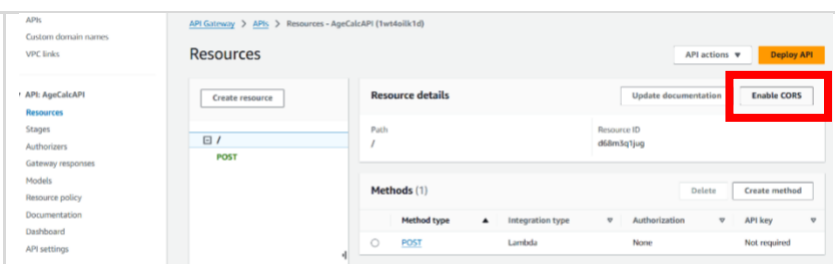 APIs
Custom domain names
VPC links
API: AgeCalcAPI
Resources
Stages
Authorizers
Gateway responses
Models
Resource policy
Documentation
Dashboard
API settings
API Gateway > APIs > Resources - AgeCalcAPI (1wt4oilk1d)
Resources
API actions ▼
Deploy API
Create resource
/
POST
Resource details
Update documentation
Enable CORS
Path
/
Resource ID
d68m5q1jug
Methods (1)
Delete
Create method
Method type ▲ Integration type ▽ Authorization ▽ API key ▽
POST Lambda None Not required